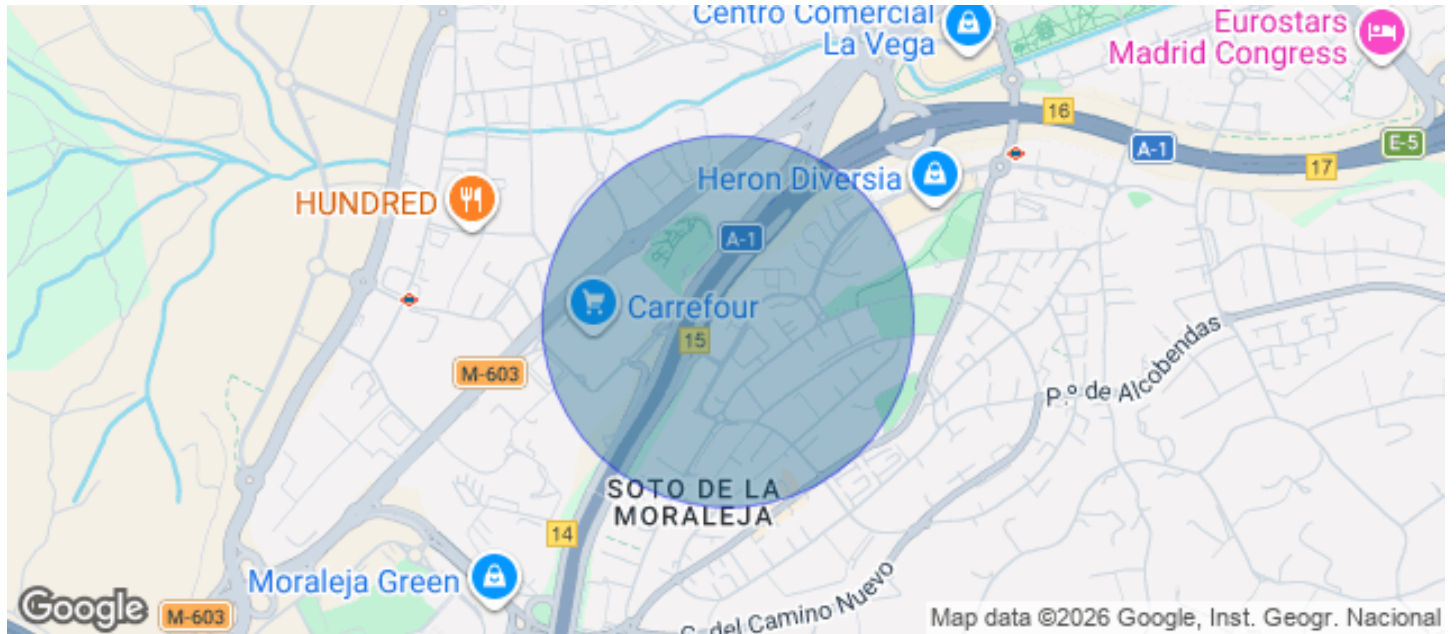 Centro Comercial
La Vega
Eurostars
Madrid Congress
16
A-1
E-5
17
Heron Diversia
HUNDRED
A-1
Carrefour
15
M-603
P.º de Alcobendas
SOTO DE LA
MORALEJA
14
Moraleja Green
C. del Camino Nuevo
Google
M-603
Map data ©2026 Google, Inst. Geogr. Nacional